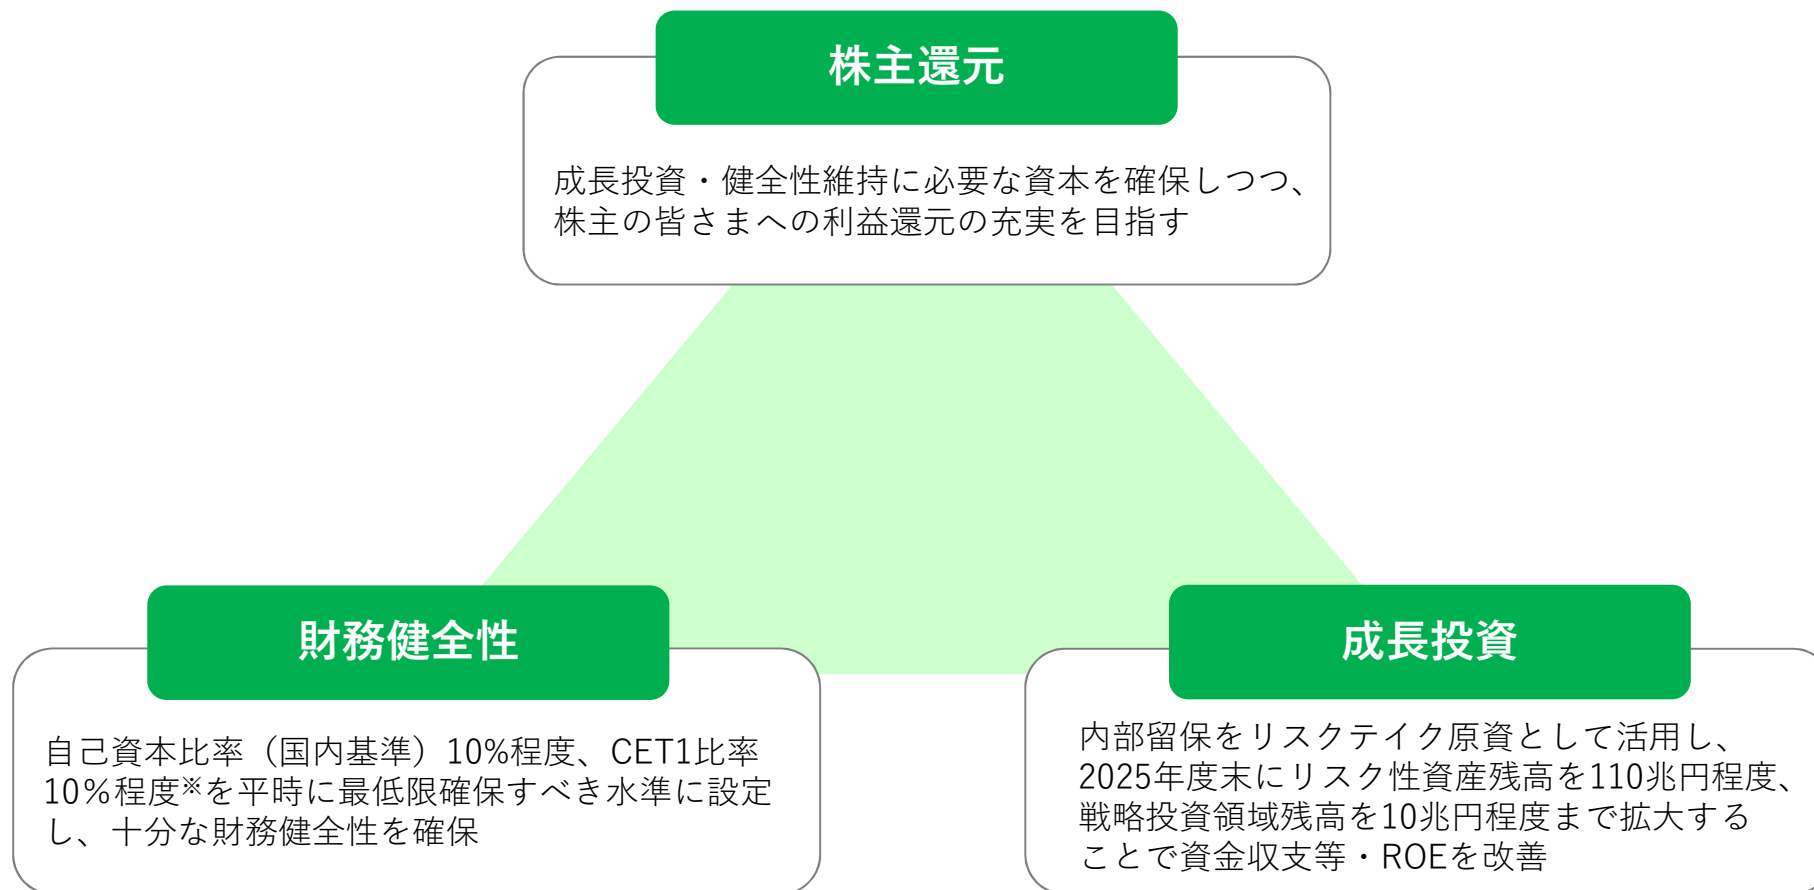 株主還元
成長投資・健全性維持に必要な資本を確保しつつ、
株主の皆さまへの利益還元の充実を目指す
財務健全性
自己資本比率（国内基準）10%程度、CET1比率
10％程度※を平時に最低限確保すべき水準に設定
し、十分な財務健全性を確保
成長投資
内部留保をリスクテイク原資として活用し、
2025年度末にリスク性資産残高を110兆円程度、
戦略投資領域残高を10兆円程度まで拡大する
ことで資金収支等・ROEを改善